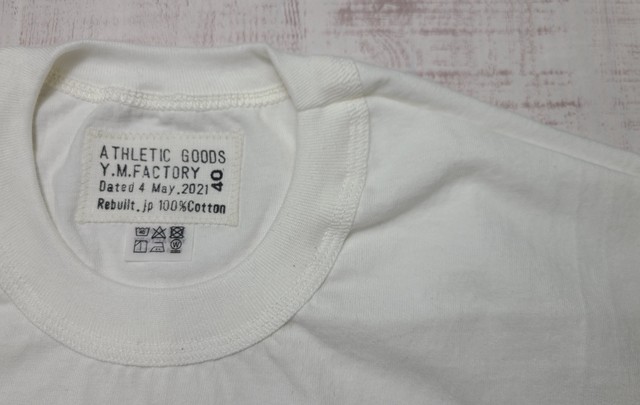 ATHLETIC GOODS
Y.M.FACTORY
40
Dated 4 May.2021
Rebuilt.jp 100%Cotton